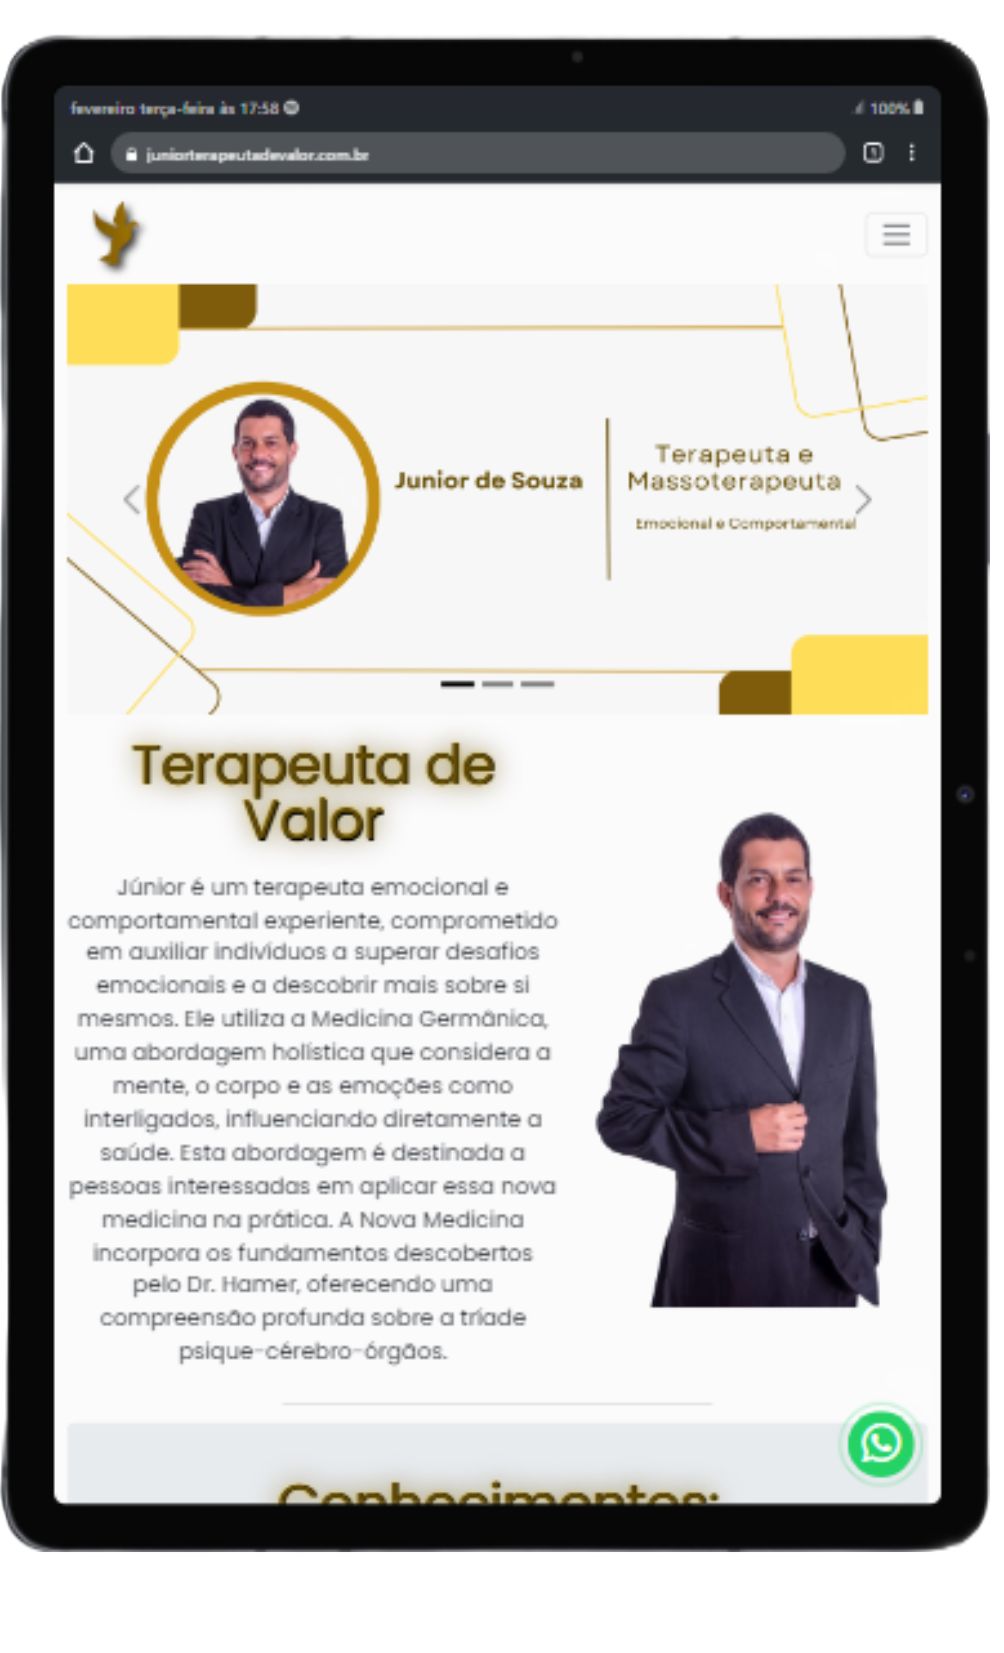 fevereiro terça-feira às 17:58
100%
juniorterapeutadevalor.com.br
1
Junior de Souza
Terapeuta e
Massoterapeuta
Emocional e Comportamental
Terapeuta de
Valor
Júnior é um terapeuta emocional e
comportamental experiente, comprometido
em auxiliar indivíduos a superar desafios
emocionais e a descobrir mais sobre si
mesmos. Ele utiliza a Medicina Germânica,
uma abordagem holística que considera a
mente, o corpo e as emoções como
interligados, influenciando diretamente a
saúde. Esta abordagem é destinada a
pessoas interessadas em aplicar essa nova
medicina na prática. A Nova Medicina
incorpora os fundamentos descobertos
pelo Dr. Hamer, oferecendo uma
compreensão profunda sobre a tríade
psique-cérebro-órgãos.
Conhecimentos: